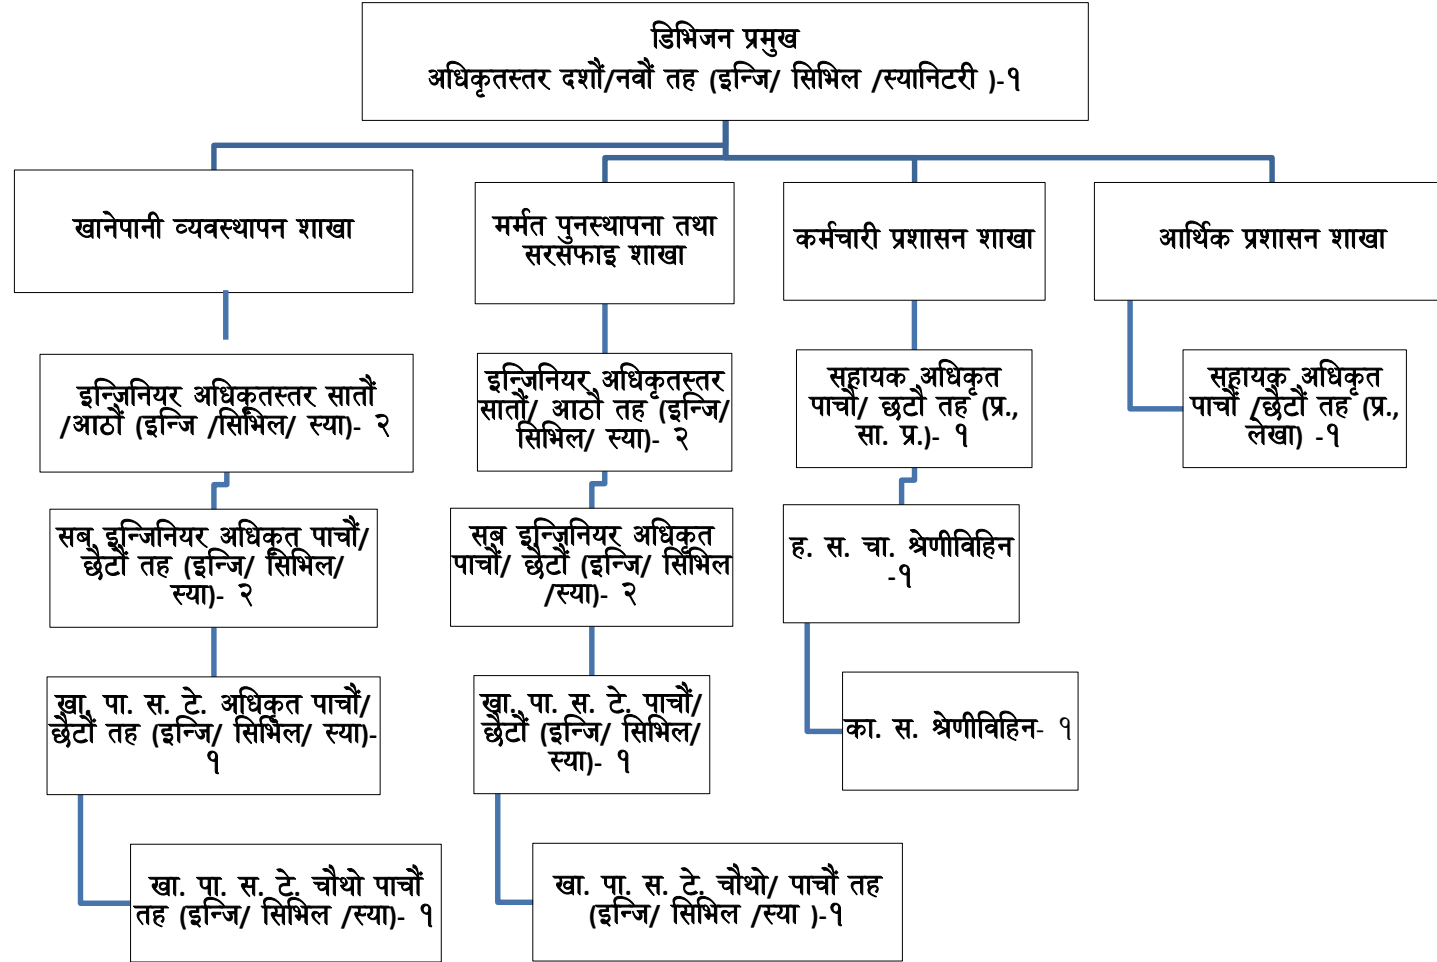 डिभिजन प्रमुख
अधिकृतस्तर दशौं/नवौं तह (इन्जि/ सिभिल /स्यानिटरी )-१
खानेपानी व्यवस्थापन शाखा
मर्मत पुनस्थापना तथा
सरसफाइ शाखा
कर्मचारी प्रशासन शाखा
आर्थिक प्रशासन शाखा
इन्जिनियर अधिकृतस्तर सातौं
/आठौं (इन्जि /सिभिल/ स्या)- २
इन्जिनियर अधिकृतस्तर
सातौं/ आठौ तह (इन्जि/
सिभिल/ स्या)- २
सहायक अधिकृत
पाचौं/ छटौ तह (प्र.,
सा. प्र.)- १
सहायक अधिकृत
पाचौं /छैटौं तह (प्र.,
लेखा) -१
सब इन्जिनियर अधिकृत पाचौं/
छैटौं तह (इन्जि/ सिभिल/
स्या)- २
सब इन्जिनियर अधिकृत
पाचौं/ छैटौं (इन्जि/ सिभिल
/स्या)- २
ह. स. चा. श्रेणीविहिन
-१
खा. पा. स. टे. अधिकृत पाचौं/
छैटौं तह (इन्जि/ सिभिल/ स्या)-
१
खा. पा. स. टे. पाचौं/
छैटौं (इन्जि/ सिभिल/
स्या)- १
का. स. श्रेणीविहिन- १
खा. पा. स. टे. चौथो पाचौं
तह (इन्जि/ सिभिल /स्या)- १
खा. पा. स. टे. चौथो/ पाचौं तह
(इन्जि/ सिभिल /स्या )-१